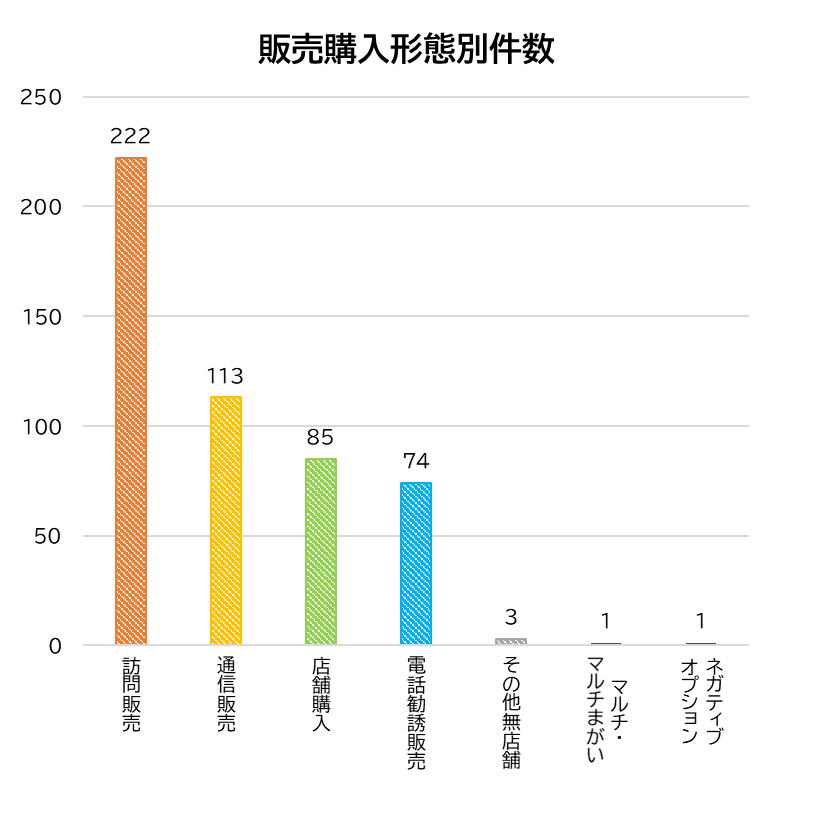 販売購入形態別件数
250
200
150
100
50
0
222
113
85
74
3
1
1
訪問販売
通信販売
店舗購入
電話勧誘販売
その他無店舗
マルチ・
マルチまがい
ネガティブ
オプション